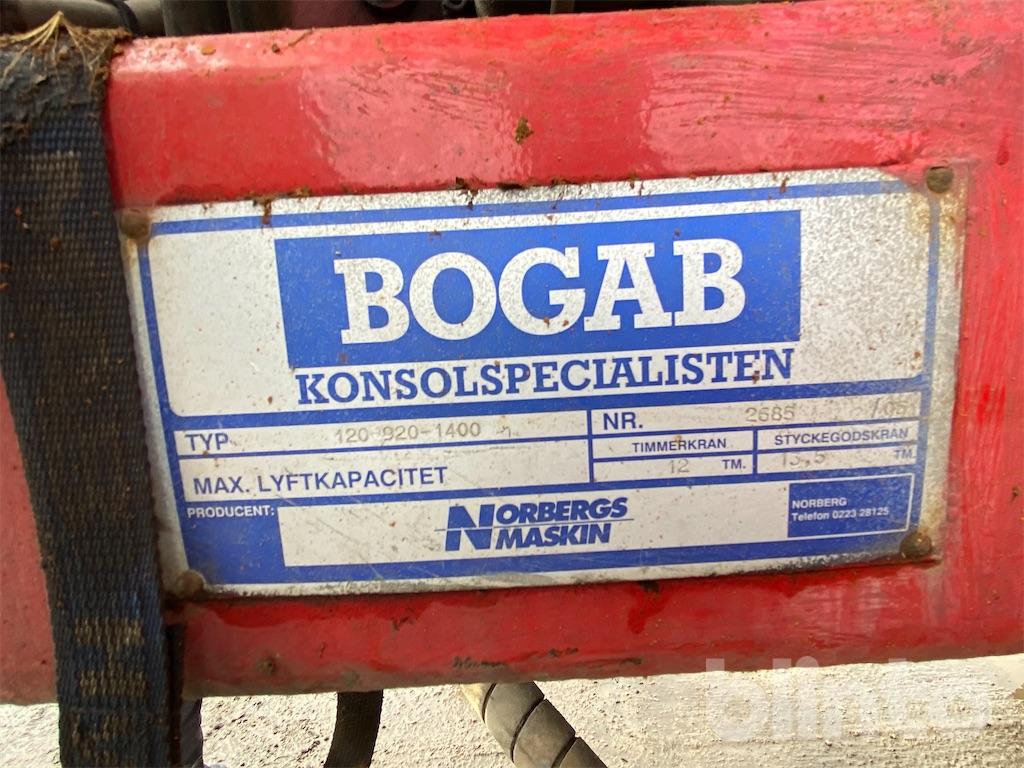 BOGAB
KONSOLSPECIALISTEN
TYP 120-920-1400
NR. 2685 /05
MAX. LYFTKAPACITET
TIMMERKRAN
12 TM.
STYCKEGODSKRAN
13,5 TM
PRODUCENT:
NORBERGS
MASKIN
NORBERG
Telefon 0223 28125
blinto